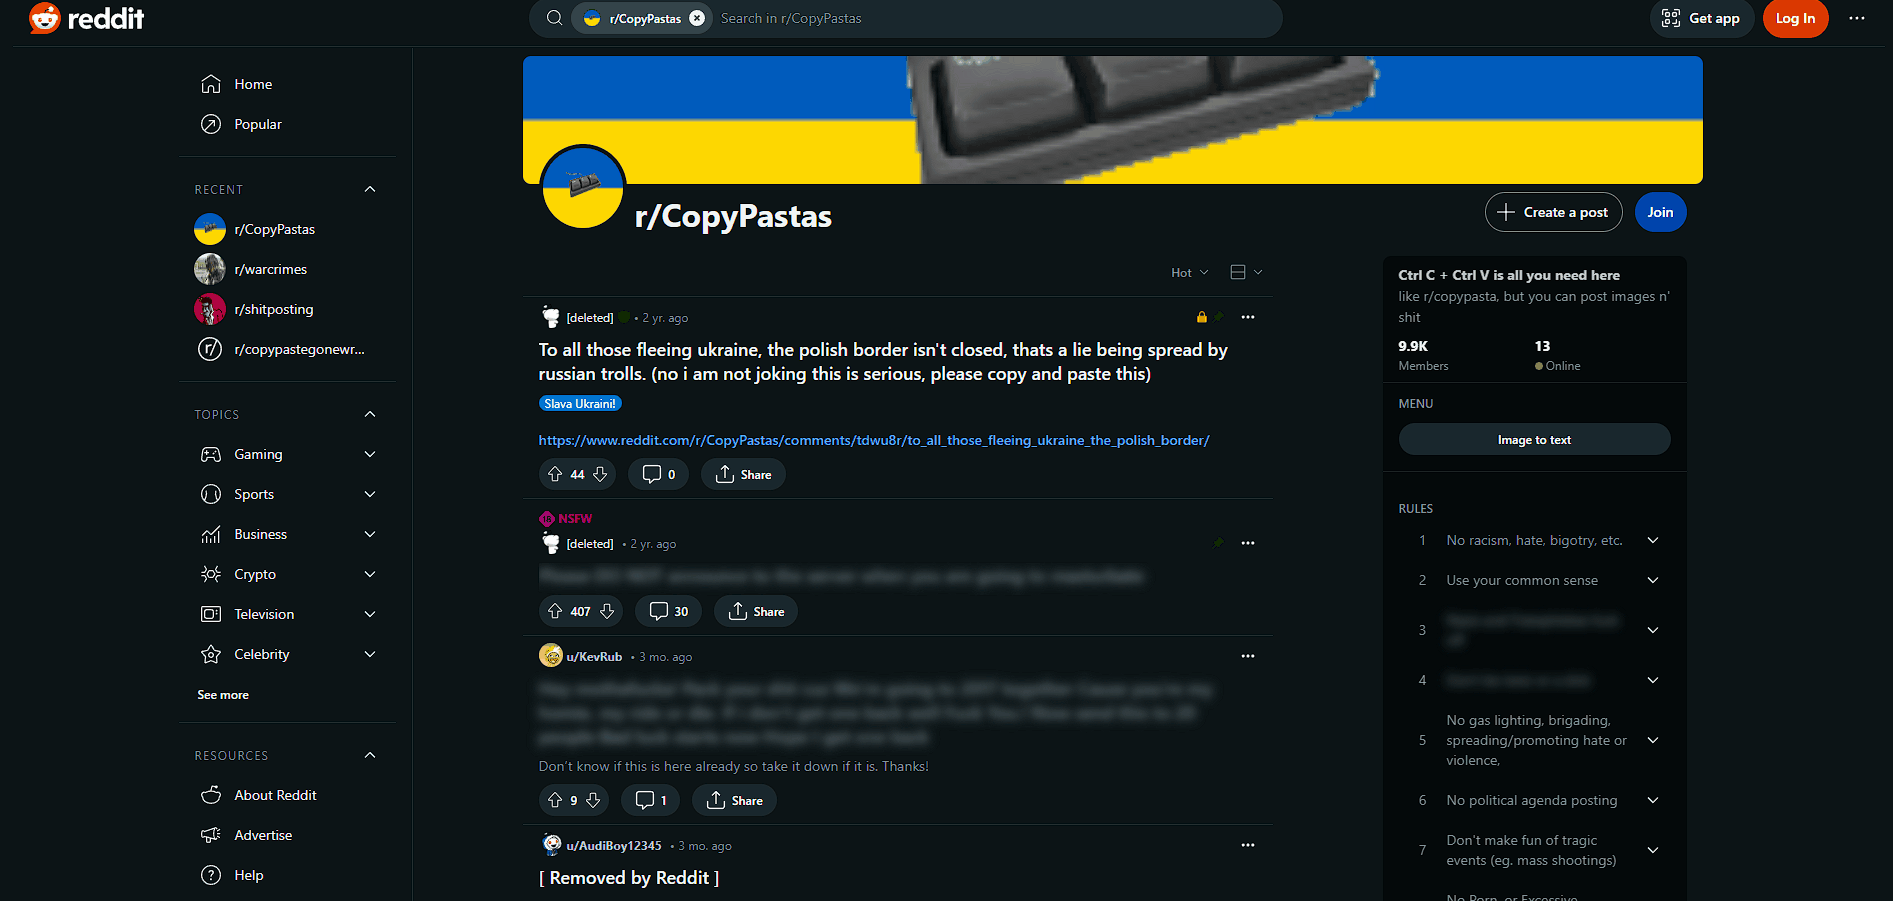 reddit
r/CopyPastas
Search in r/CopyPastas
Get app
Log In
Home
Popular
RECENT
r/CopyPastas
r/warcrimes
r/shitposting
r/copypastegonewr...
TOPICS
Gaming
Sports
Business
Crypto
Television
Celebrity
See more
RESOURCES
About Reddit
Advertise
Help
r/CopyPastas
Create a post
Join
Hot
[deleted] • 2 yr. ago
To all those fleeing ukraine, the polish border isn't closed, thats a lie being spread by
russian trolls. (no i am not joking this is serious, please copy and paste this)
Slava Ukraini!
https://www.reddit.com/r/CopyPastas/comments/tdwu8r/to_all_those_fleeing_ukraine_the_polish_border/
44
0
Share
18 NSFW
[deleted] • 2 yr. ago
407
30
Share
u/KevRub • 3 mo. ago
Don't know if this is here already so take it down if it is. Thanks!
9
1
Share
u/AudiBoy12345 • 3 mo. ago
[ Removed by Reddit ]
Ctrl C + Ctrl V is all you need here
like r/copypasta, but you can post images n'
shit
9.9K
13
Members
Online
MENU
Image to text
RULES
1 No racism, hate, bigotry, etc.
2 Use your common sense
3
4
No gas lighting, brigading,
5 spreading/promoting hate or
violence,
6 No political agenda posting
Don't make fun of tragic
7
events (eg. mass shootings)
No Porn, or Excessive